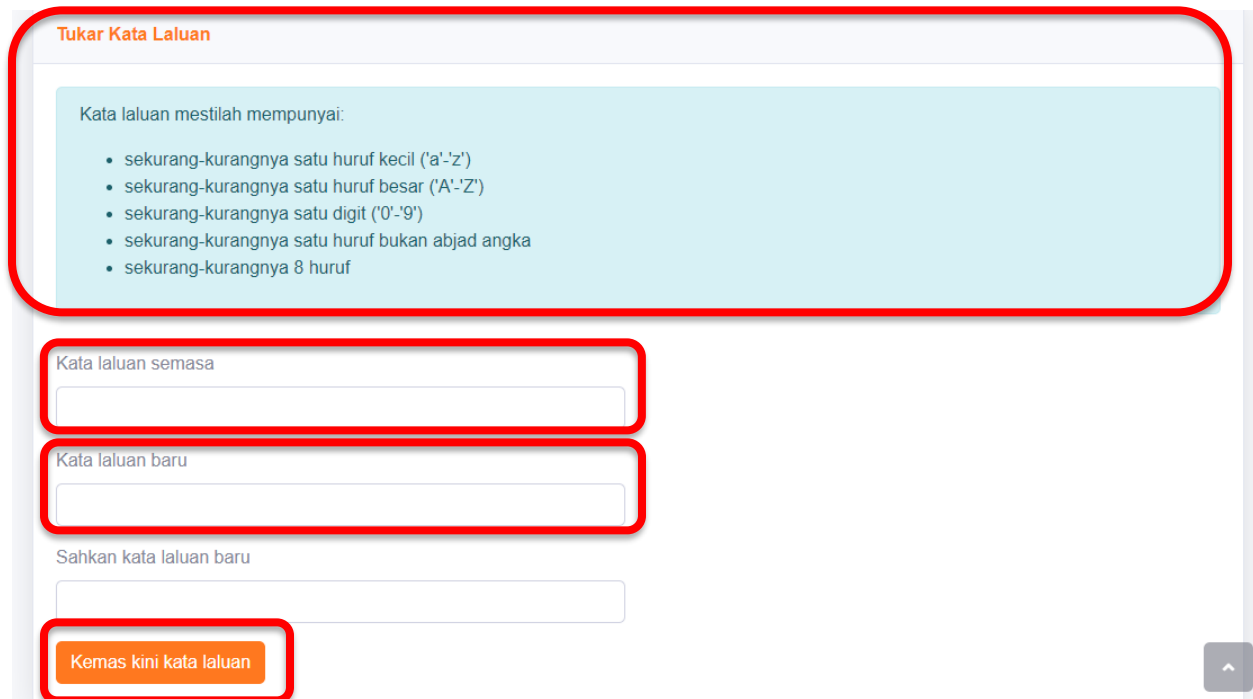 Tukar Kata Laluan
Kata laluan mestilah mempunyai:
• sekurang-kurangnya satu huruf kecil ('a'-'z')
• sekurang-kurangnya satu huruf besar ('A'-'Z')
• sekurang-kurangnya satu digit ('0'-'9')
• sekurang-kurangnya satu huruf bukan abjad angka
• sekurang-kurangnya 8 huruf
Kata laluan semasa
Kata laluan baru
Sahkan kata laluan baru
Kemas kini kata laluan